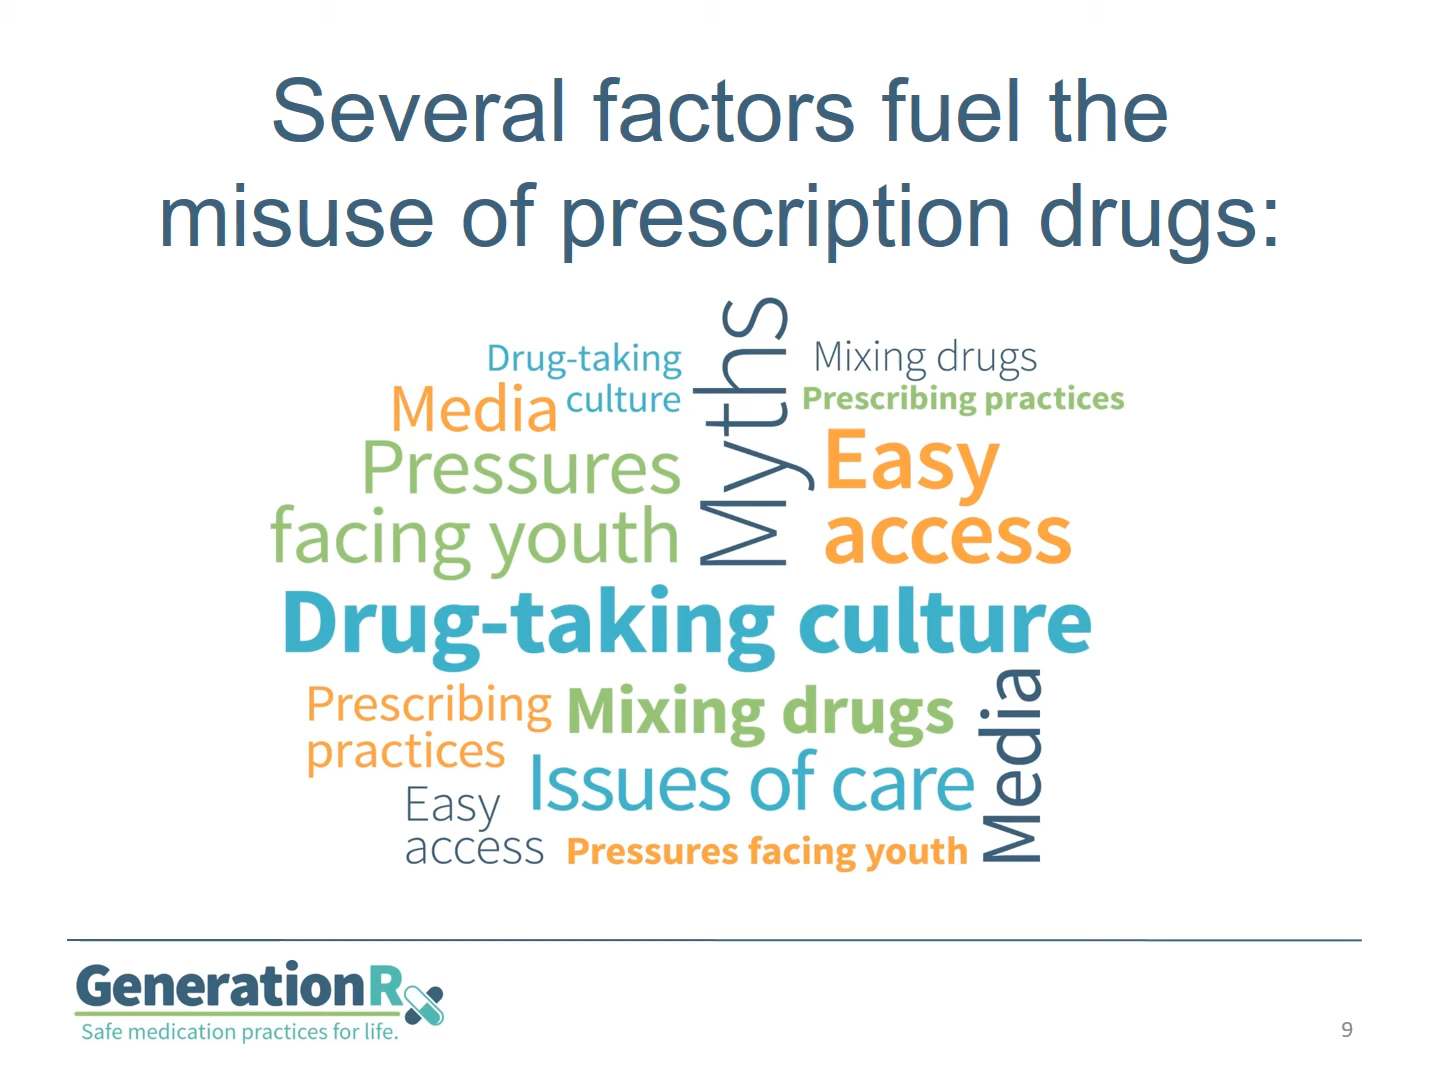 Several factors fuel the
misuse of prescription drugs:
Drug-taking
culture
Media
Pressures
facing youth
Myths
Mixing drugs
Prescribing practices
Easy
access
Drug-taking culture
Prescribing
practices
Mixing drugs
Issues of care
Media
Easy
access
Pressures facing youth
GenerationRx
Safe medication practices for life.
9